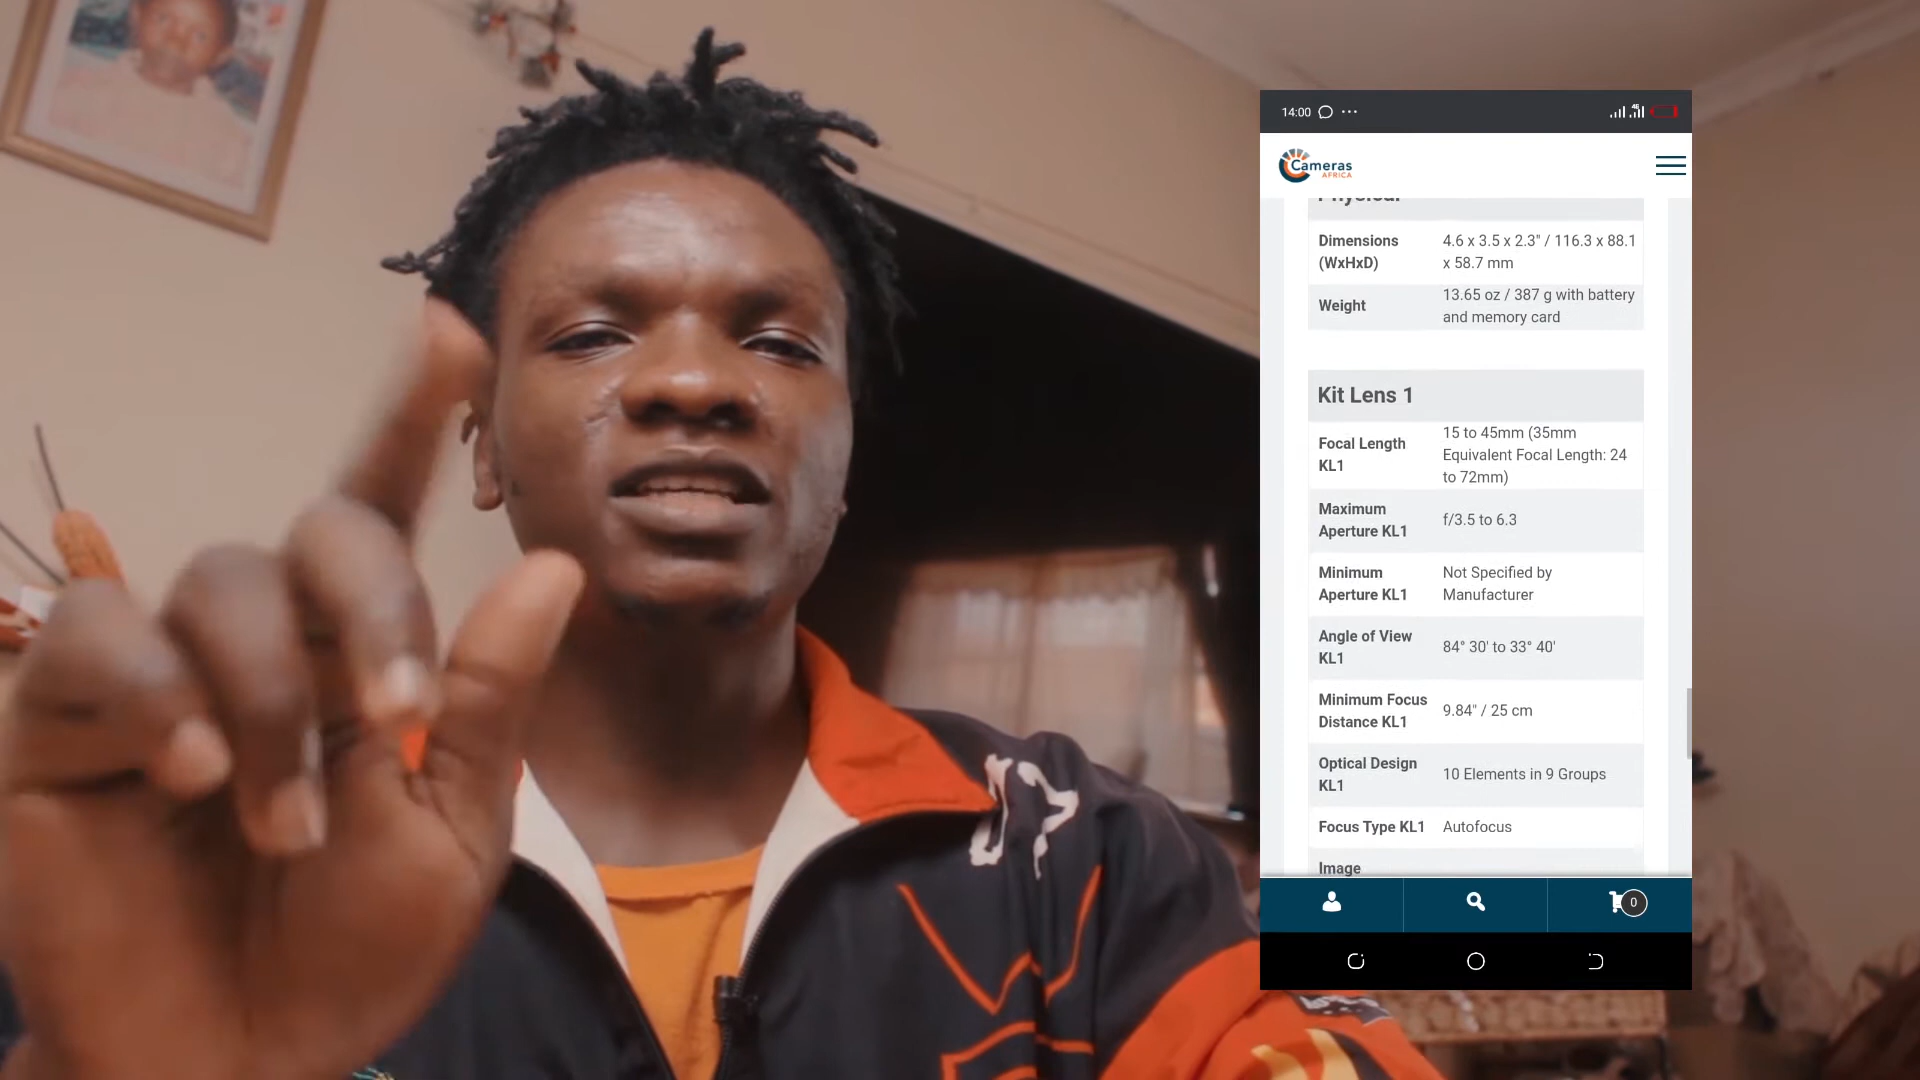 14:00
4G
Cameras
AFRICA
Physical
Dimensions
(WxHxD)
4.6 x 3.5 x 2.3" / 116.3 x 88.1
x 58.7 mm
Weight
13.65 oz / 387 g with battery
and memory card
Kit Lens 1
Focal Length
KL1
15 to 45mm (35mm
Equivalent Focal Length: 24
to 72mm)
Maximum
Aperture KL1
f/3.5 to 6.3
Minimum
Aperture KL1
Not Specified by
Manufacturer
Angle of View
KL1
84° 30' to 33° 40'
Minimum Focus
Distance KL1
9.84" / 25 cm
Optical Design
KL1
10 Elements in 9 Groups
Focus Type KL1
Autofocus
Image
0